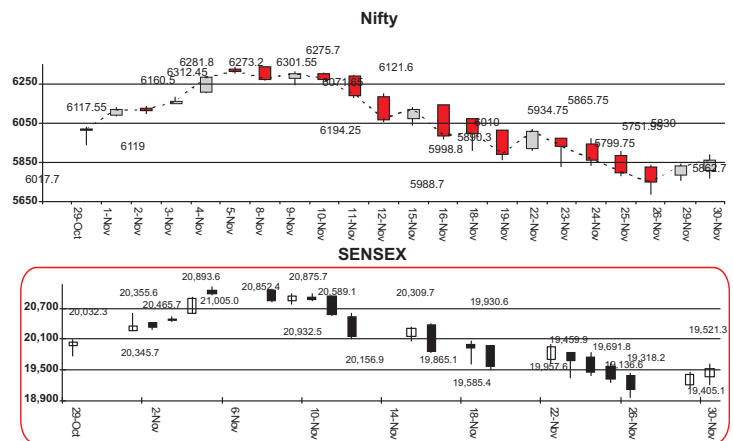 Nifty
6275.7
6281.8 6273.2 6301.55 6121.6
6312.45
6160.5 6071.65
6250
6117.55 5865.75
5934.75
6050 6010 5751.95 5830
6194.25 5890.3
6119 5998.8 5799.75
5850 5862.7
6017.7 5988.7
5650
29-Oct 1-Nov 2-Nov 3-Nov 4-Nov 5-Nov 8-Nov 9-Nov 10-Nov 11-Nov 12-Nov 15-Nov 16-Nov 18-Nov 19-Nov 22-Nov 23-Nov 24-Nov 25-Nov 26-Nov 29-Nov 30-Nov
SENSEX
20,893.6 20,875.7
20,852.4 20,589.1
20,355.6 20,309.7
20,465.7 21,005.0 19,930.6
20,700
20,032.3
20,932.5 19,521.3
20,100 19,459.9
19,691.8
20,345.7 20,156.9 19,865.1 19,318.2
19,957.6 19,136.6
19,500
19,585.4 19,405.1
18,900
29-Oct 2-Nov 6-Nov 10-Nov 14-Nov 18-Nov 22-Nov 26-Nov 30-Nov